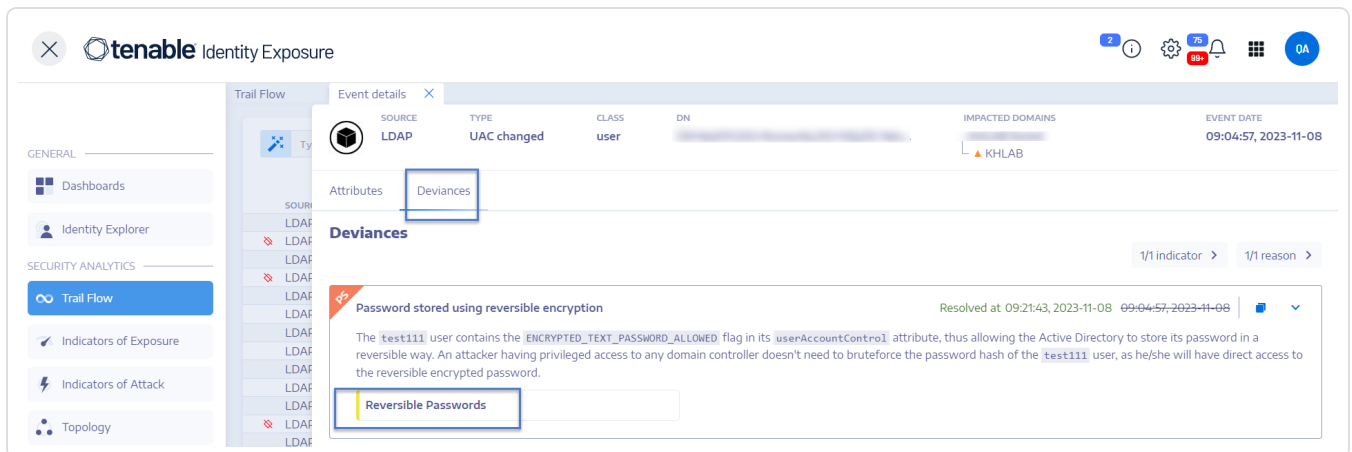 tenable Identity Exposure
2
75
99+
QA
Trail Flow
Event details
SOURCE
TYPE
CLASS
DN
IMPACTED DOMAINS
EVENT DATE
LDAP
UAC changed
user
09:04:57, 2023-11-08
KHLAB
GENERAL
Dashboards
Identity Explorer
SECURITY ANALYTICS
Trail Flow
Indicators of Exposure
Indicators of Attack
Topology
Ty
SOUR
LDAP
LDAP
LDAP
LDAP
LDAP
LDAP
LDAP
LDAP
LDAP
LDAP
LDAP
LDAP
LDAP
Attributes
Deviances
Deviances
1/1 indicator
1/1 reason
PS
Password stored using reversible encryption
Resolved at 09:21:43, 2023-11-08 09:04:57, 2023-11-08
The test111 user contains the ENCRYPTED_TEXT_PASSWORD_ALLOWED flag in its userAccountControl attribute, thus allowing the Active Directory to store its password in a
reversible way. An attacker having privileged access to any domain controller doesn't need to bruteforce the password hash of the test111 user, as he/she will have direct access to
the reversible encrypted password.
Reversible Passwords